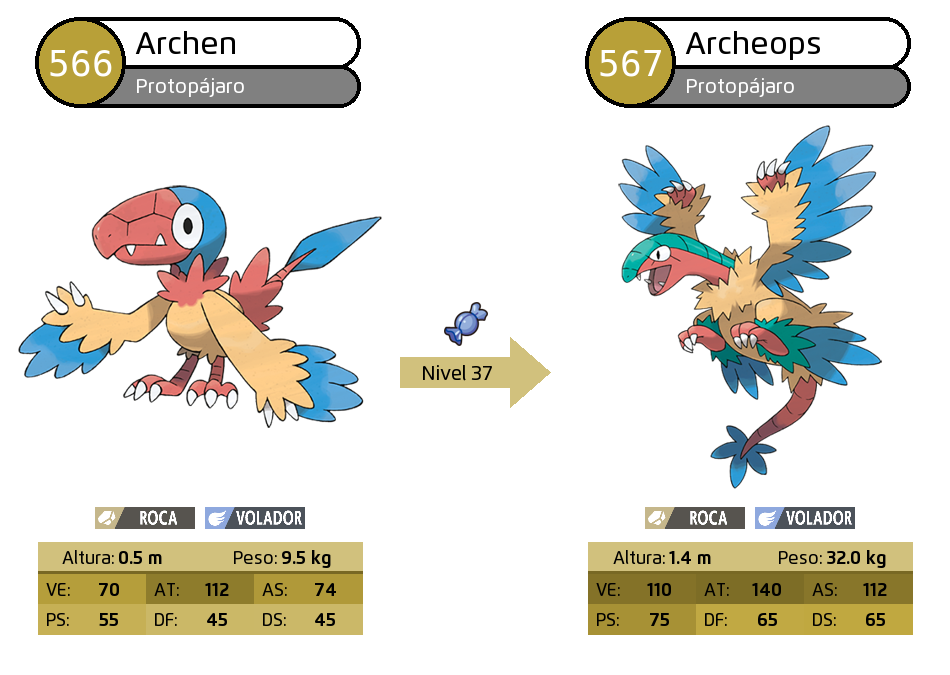 566
Archen
Protopájaro
567
Archeops
Protopájaro
Nivel 37
ROCA VOLADOR
Altura: 0.5 m Peso: 9.5 kg
VE: 70 AT: 112 AS: 74
PS: 55 DF: 45 DS: 45
ROCA VOLADOR
Altura: 1.4 m Peso: 32.0 kg
VE: 110 AT: 140 AS: 112
PS: 75 DF: 65 DS: 65